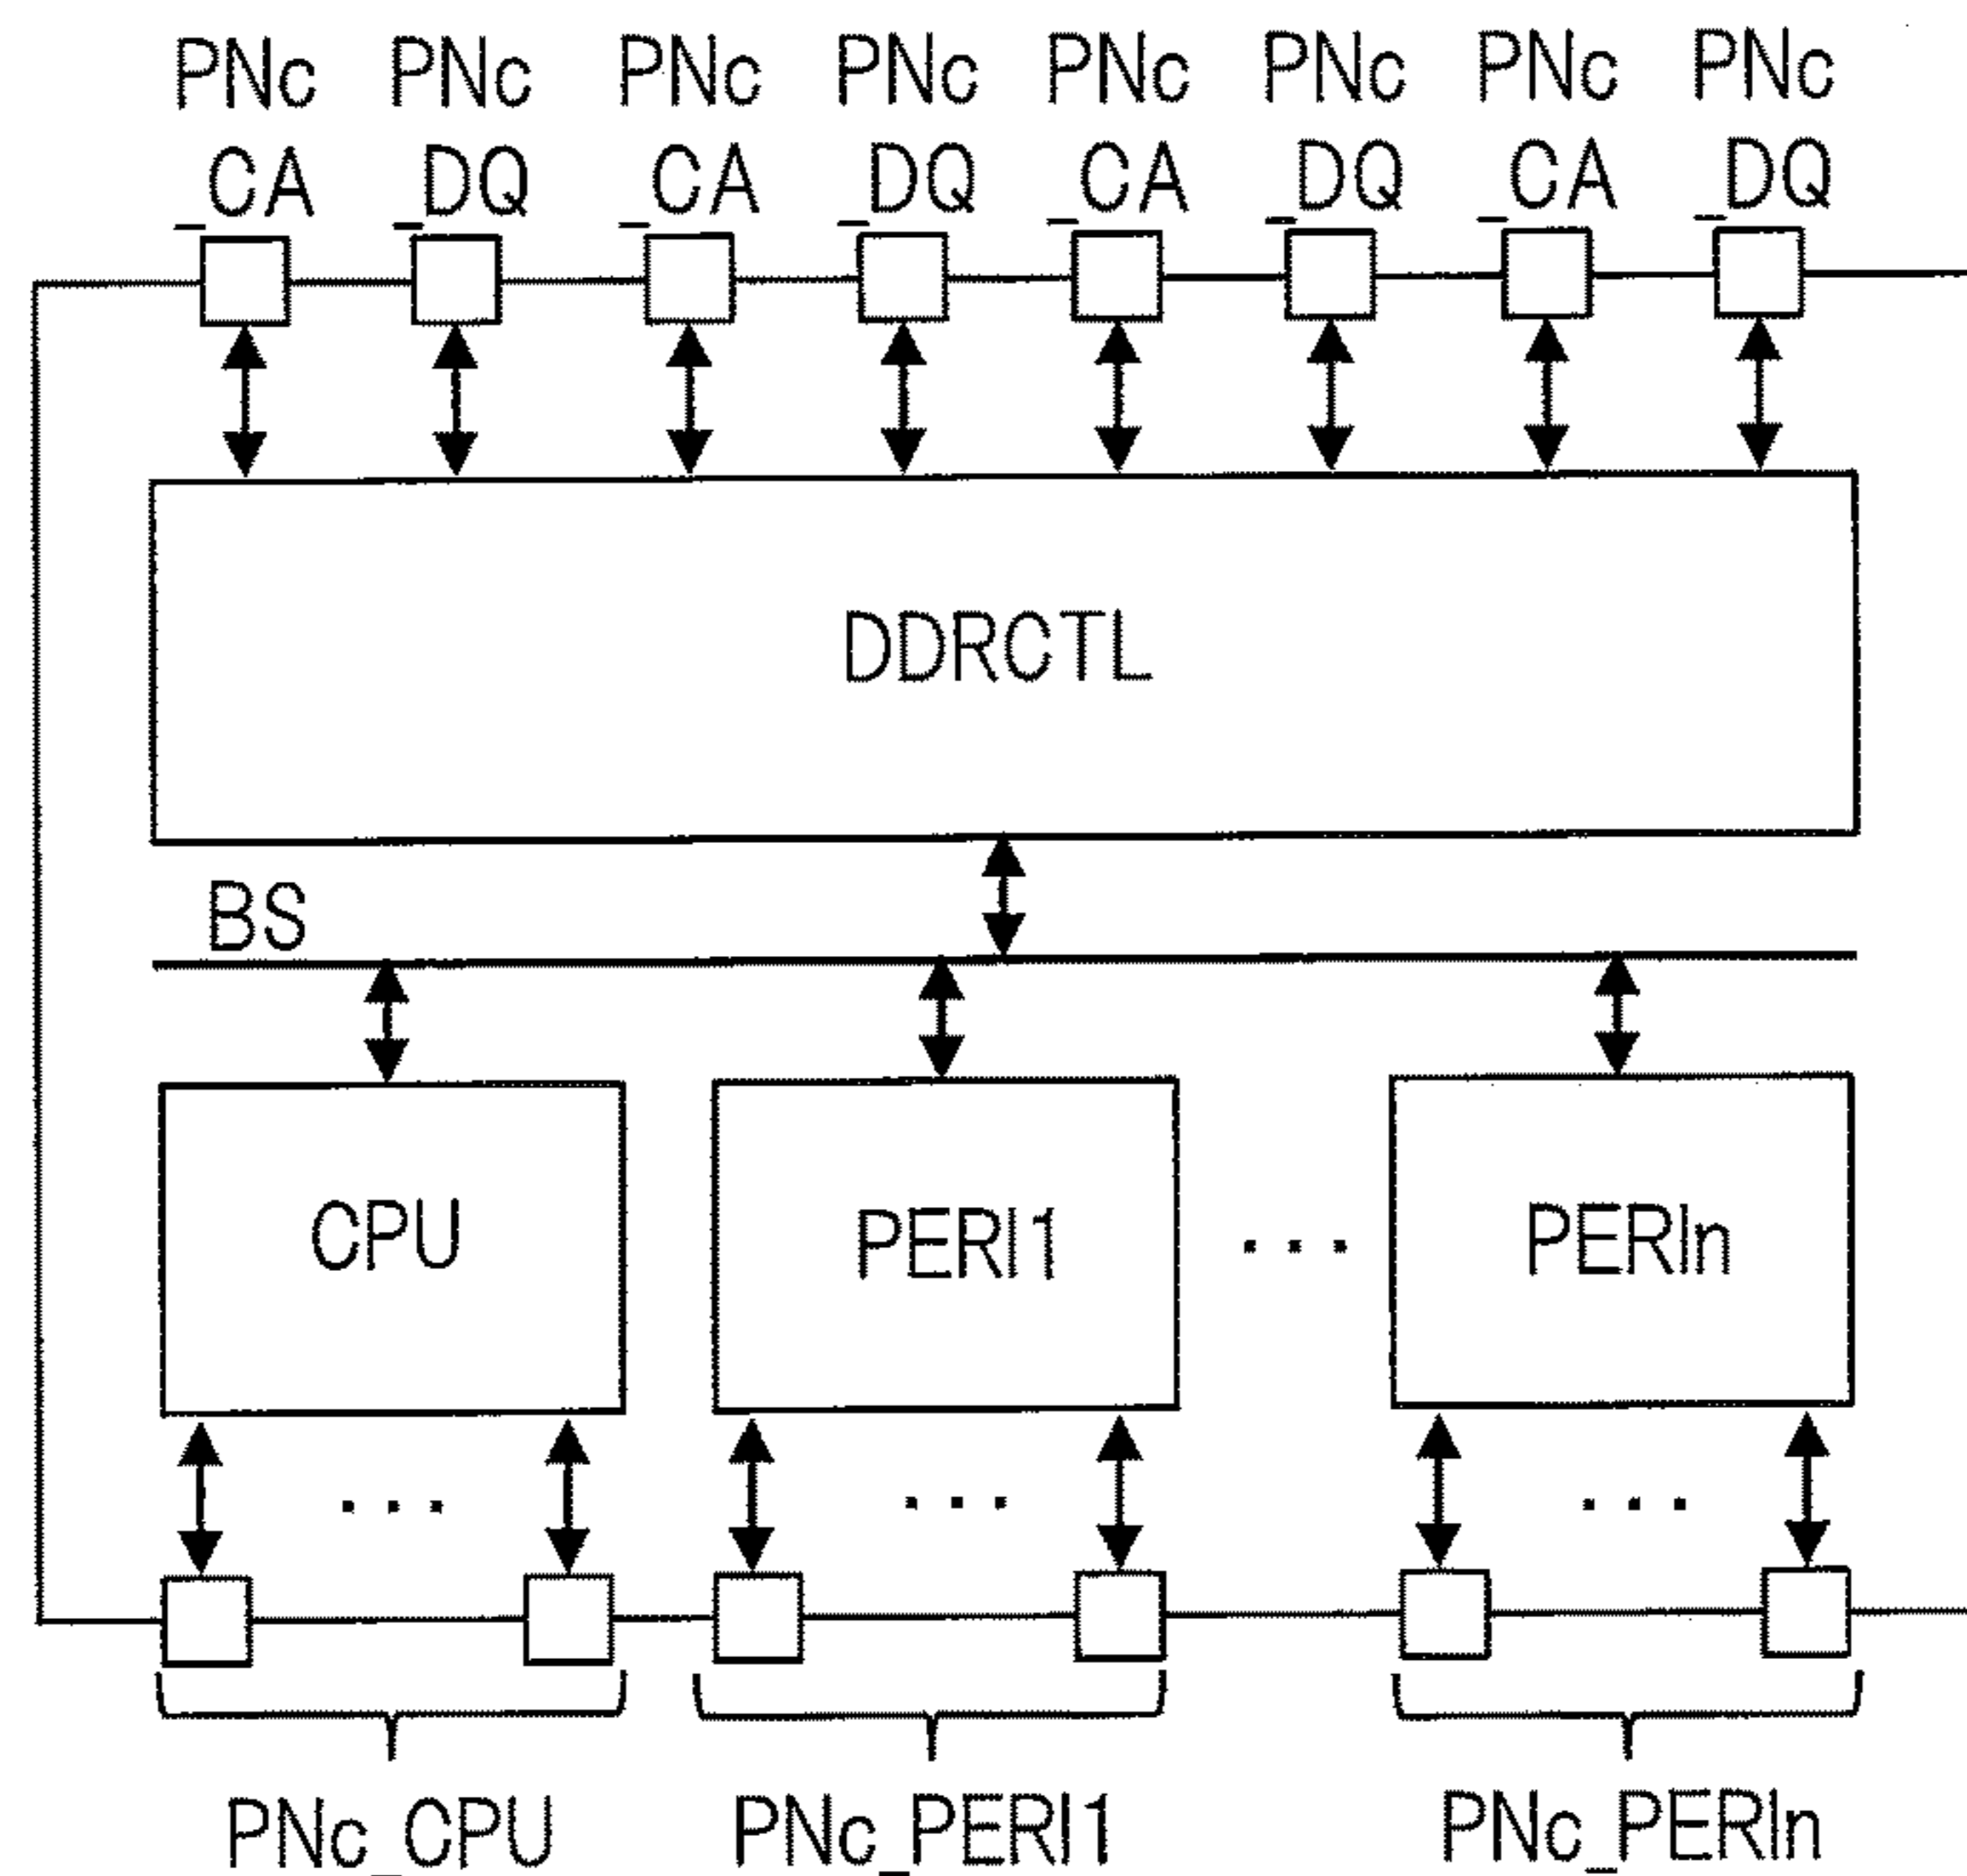 PNc PNc PNc PNc PNc PNc PNc PNc
_CA _DQ _CA _DQ _CA _DQ _CA _DQ
DDRCTL
BS
CPU PERI1 ... PERIn
... ... ...
PNc_CPU PNc_PERI1 PNc_PERIn